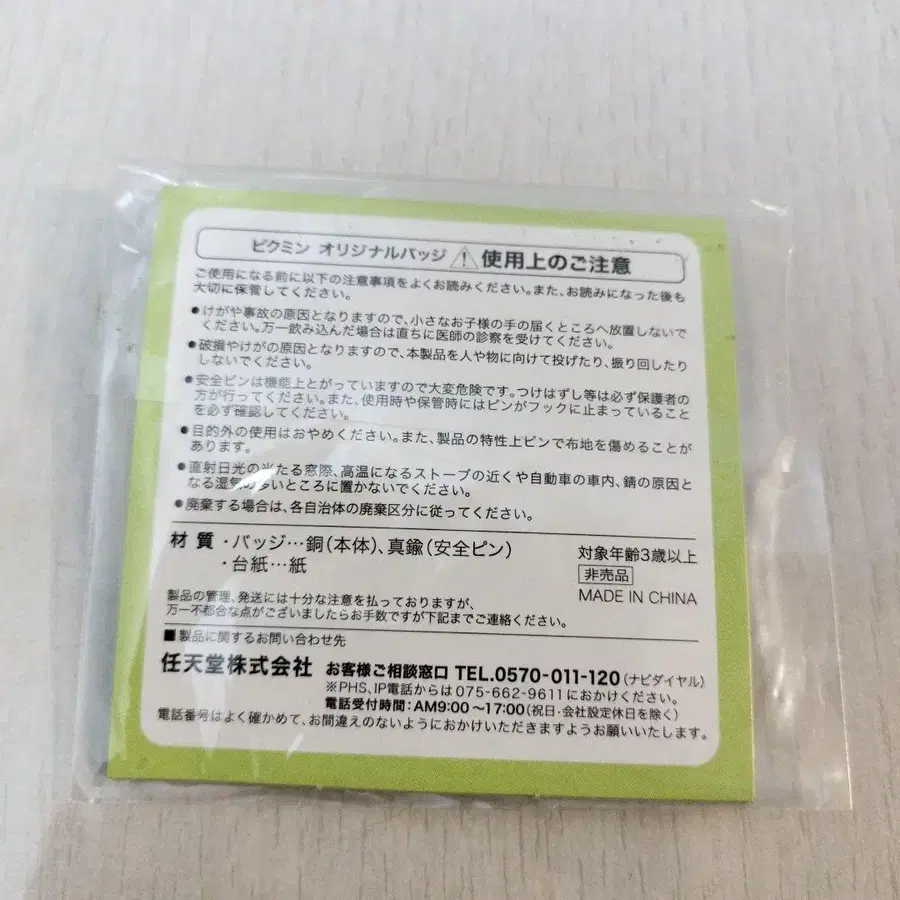 ピクミン オリジナルバッジ ⚠ 使用上のご注意
ご使用になる前に以下の注意事項をよくお読みください。また、お読みになった後も
大切に保管してください。
●けがや事故の原因となりますので、小さなお子様の手の届くところへ放置しないで
ください。万一飲み込んだ場合は直ちに医師の診察を受けてください。
●破損やけがの原因となりますので、本製品を人や物に向けて投げたり、振り回したり
しないでください。
●安全ピンは機能上とがっていますので大変危険です。つけはずし等は必ず保護者の
方が行ってください。また、使用時や保管時にはピンがフックに止まっていること
を必ず確認してください。
●目的外の使用はおやめください。また、製品の特性上ピンで布地を傷めることが
あります。
●直射日光の当たる窓際、高温になるストーブの近くや自動車の車内、錆の原因と
なる湿気の多いところに置かないでください。
●廃棄する場合は、各自治体の廃棄区分に従ってください。
材 質 ・バッジ…銅(本体)、真鍮(安全ピン)
・台紙…紙
対象年齢3歳以上
非売品
MADE IN CHINA
製品の管理、発送には十分な注意を払っておりますが、
万一不都合な点がございましたらお手数ですが下記までご連絡ください。
■製品に関するお問い合わせ先
任天堂株式会社 お客様ご相談窓口 TEL.0570-011-120(ナビダイヤル)
※PHS、IP電話からは 075-662-9611におかけください。
電話受付時間:AM9:00～17:00(祝日・会社設定休日を除く)
電話番号はよく確かめて、お間違えのないようにおかけいただきますようお願いいたします。